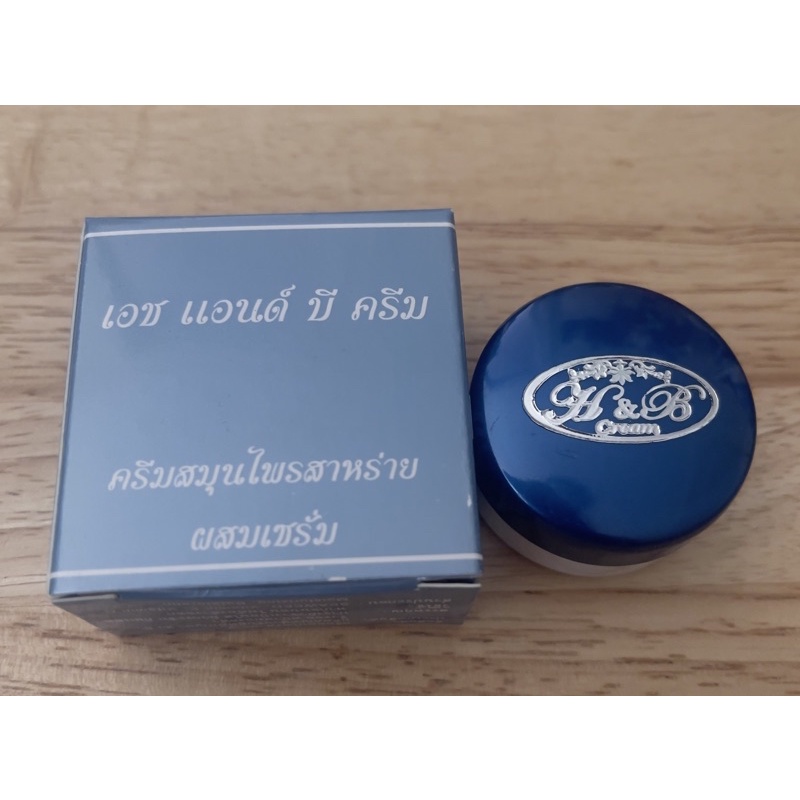 เอช แอนด์ บี ครีม
ครีมสมุนไพรสาหร่าย
ผสมเซรั่ม
H & B
Cream